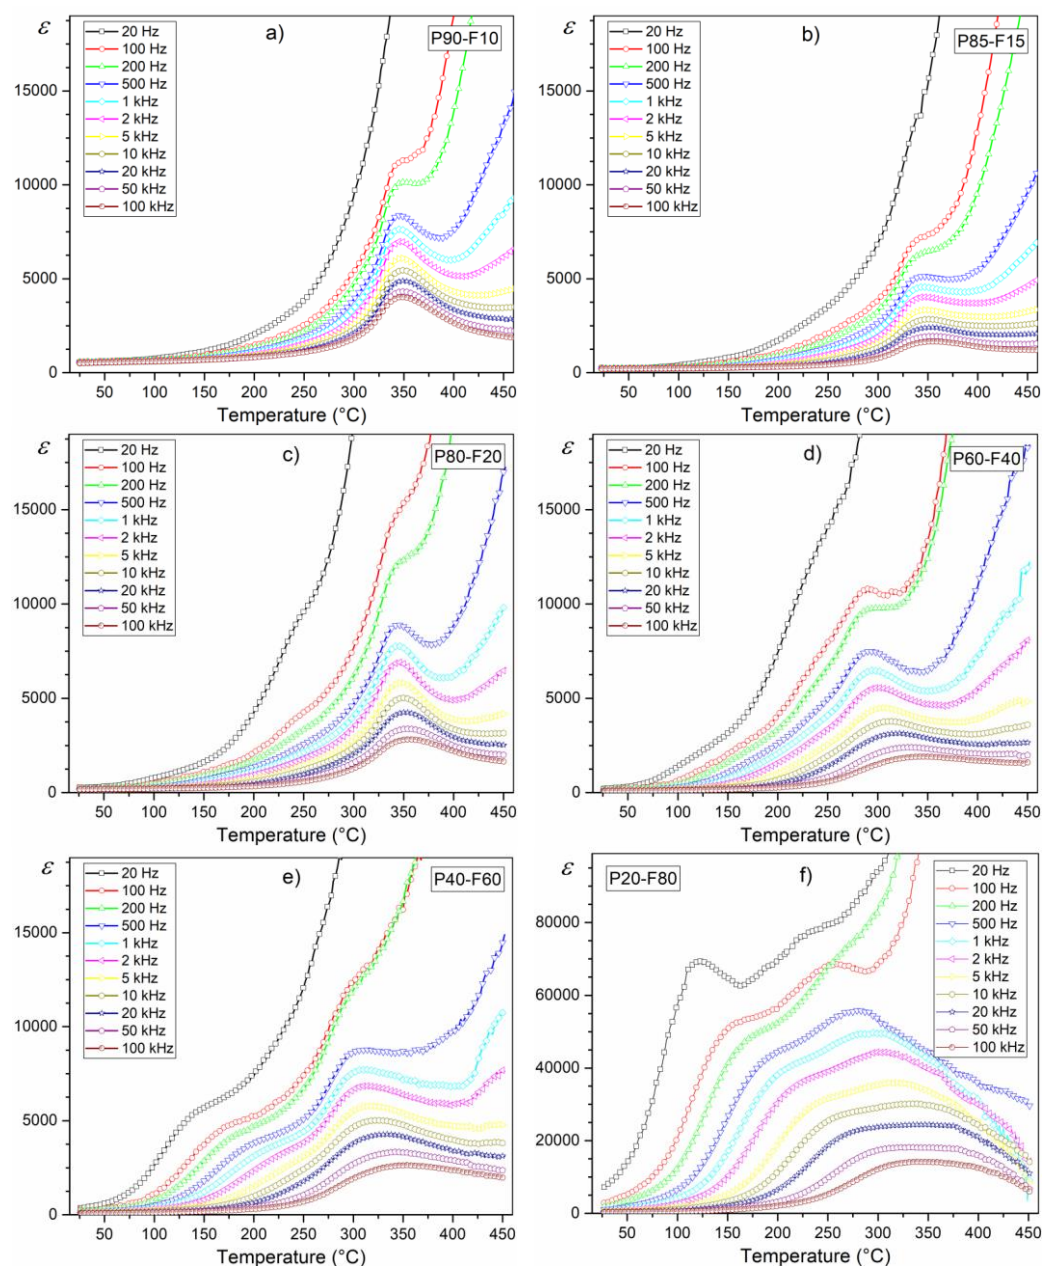 ε
a)
P90-F10
20 Hz
100 Hz
200 Hz
500 Hz
1 kHz
2 kHz
5 kHz
10 kHz
20 kHz
50 kHz
100 kHz
15000
10000
5000
0
50 100 150 200 250 300 350 400 450
Temperature (°C)
ε
b)
P85-F15
20 Hz
100 Hz
200 Hz
500 Hz
1 kHz
2 kHz
5 kHz
10 kHz
20 kHz
50 kHz
100 kHz
15000
10000
5000
0
50 100 150 200 250 300 350 400 450
Temperature (°C)
ε
c)
P80-F20
20 Hz
100 Hz
200 Hz
500 Hz
1 kHz
2 kHz
5 kHz
10 kHz
20 kHz
50 kHz
100 kHz
15000
10000
5000
0
50 100 150 200 250 300 350 400 450
Temperature (°C)
ε
d)
P60-F40
20 Hz
100 Hz
200 Hz
500 Hz
1 kHz
2 kHz
5 kHz
10 kHz
20 kHz
50 kHz
100 kHz
15000
10000
5000
0
50 100 150 200 250 300 350 400 450
Temperature (°C)
ε
e)
P40-F60
20 Hz
100 Hz
200 Hz
500 Hz
1 kHz
2 kHz
5 kHz
10 kHz
20 kHz
50 kHz
100 kHz
15000
10000
5000
0
50 100 150 200 250 300 350 400 450
Temperature (°C)
ε
P20-F80
f)
20 Hz
100 Hz
200 Hz
500 Hz
1 kHz
2 kHz
5 kHz
10 kHz
20 kHz
50 kHz
100 kHz
80000
60000
40000
20000
0
50 100 150 200 250 300 350 400 450
Temperature (°C)